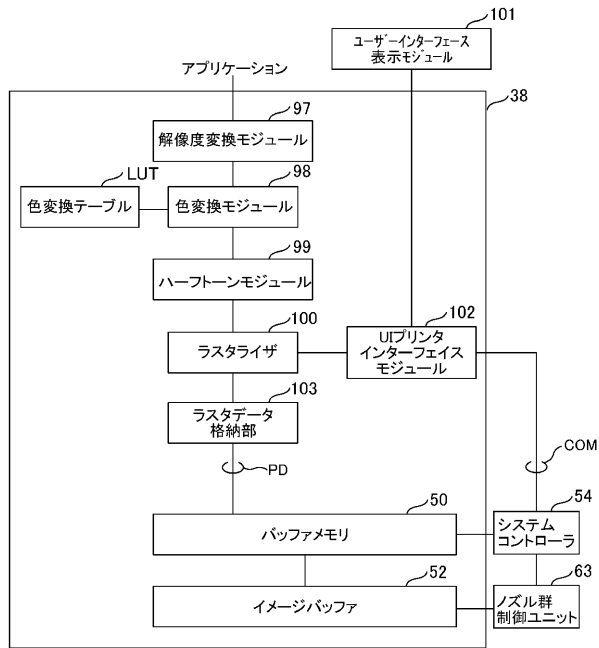 101
ユーザーインターフェース
表示モジュール
アプリケーション
38
97
解像度変換モジュール
LUT
98
色変換テーブル
色変換モジュール
99
ハーフトーンモジュール
100
102
ラスタライザ
UIプリンタ
インターフェイス
モジュール
103
ラスタデータ
格納部
PD
COM
50
54
バッファメモリ
システム
コントローラ
52
63
イメージバッファ
ノズル群
制御ユニット